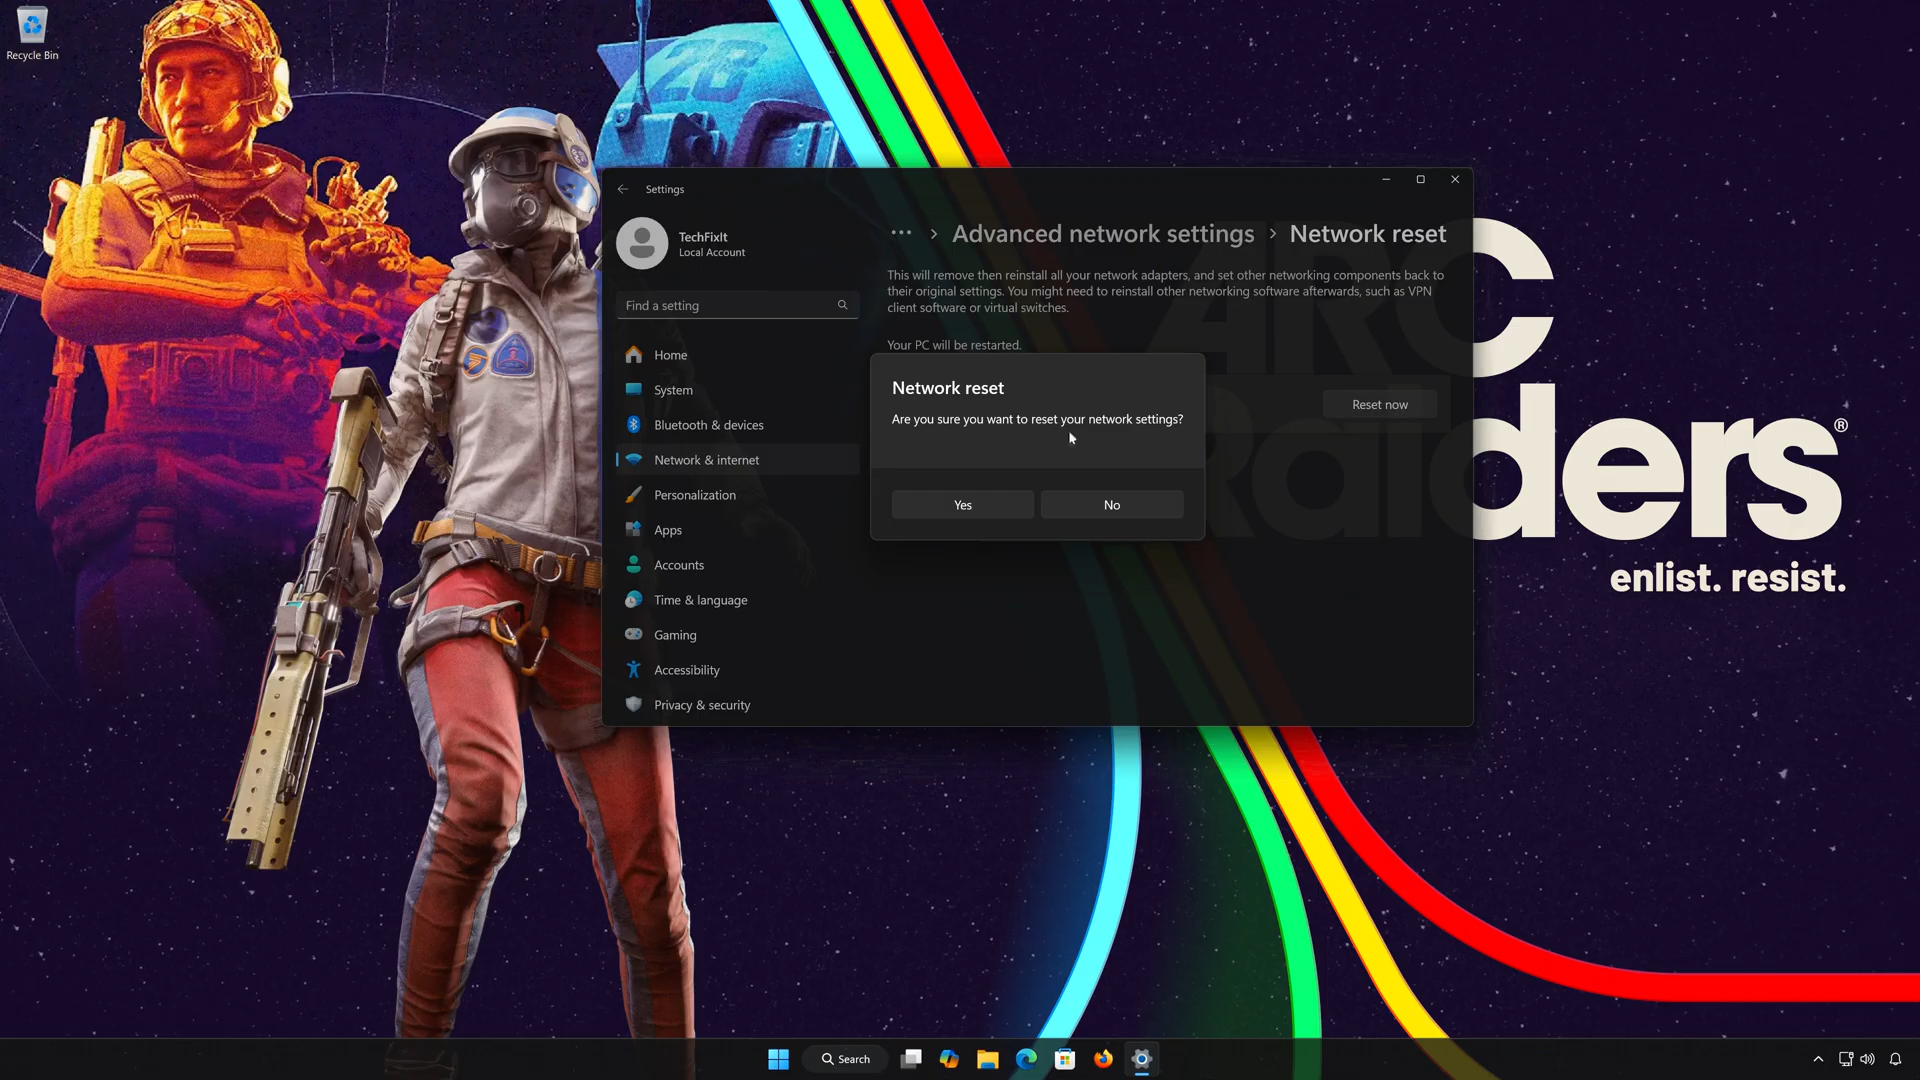 Recycle Bin
26
Settings
TechFixIt
Local Account
Find a setting
Home
System
Bluetooth & devices
Network & internet
Personalization
Apps
Accounts
Time & language
Gaming
Accessibility
Privacy & security
··· > Advanced network settings > Network reset
This will remove then reinstall all your network adapters, and set other networking components back to
their original settings. You might need to reinstall other networking software afterwards, such as VPN
client software or virtual switches.
Your PC will be restarted.
Reset now
Network reset
Are you sure you want to reset your network settings?
Yes
No
ARC
Raiders®
enlist. resist.
Search